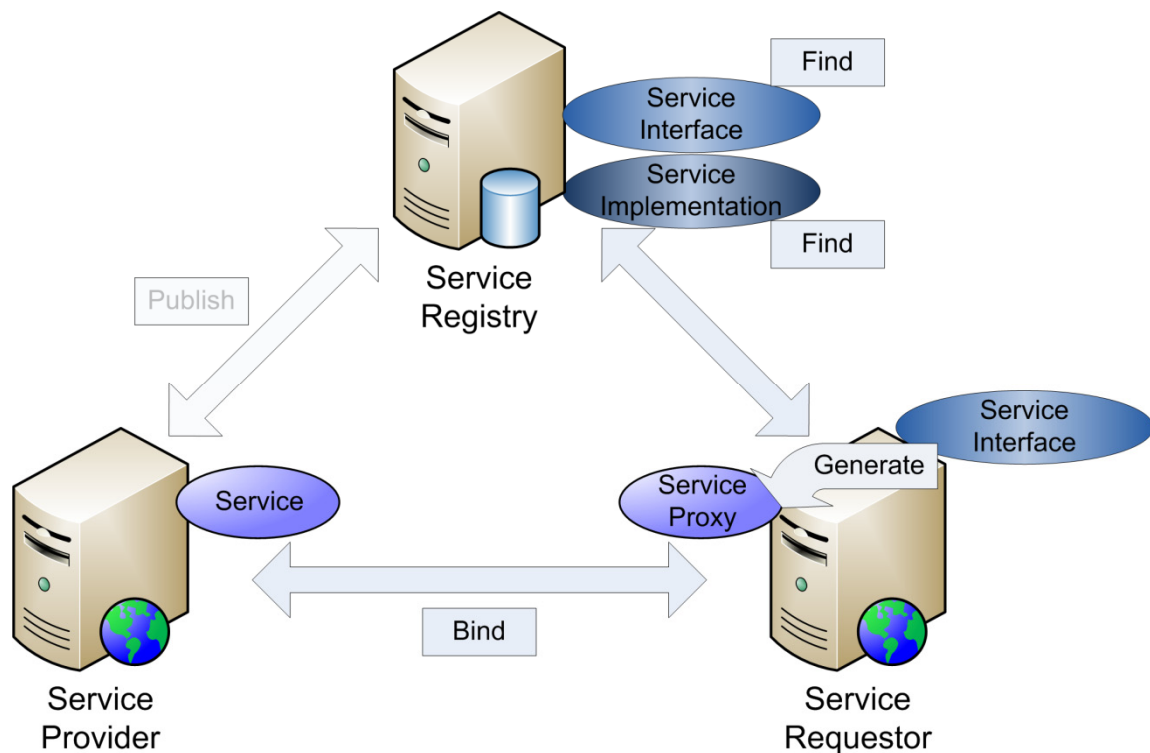 Find
Service
Interface
Service
Implementation
Find
Service
Registry
Publish
Service
Interface
Generate
Service
Service
Proxy
Bind
Service
Provider
Service
Requestor